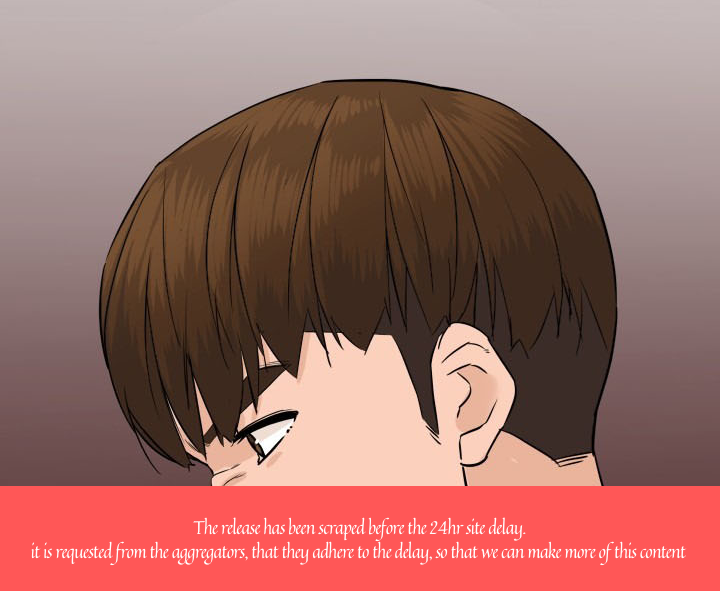 The release has been scraped before the 24hr site delay.
it is requested from the aggregators, that they adhere to the delay, so that we can make more of this content